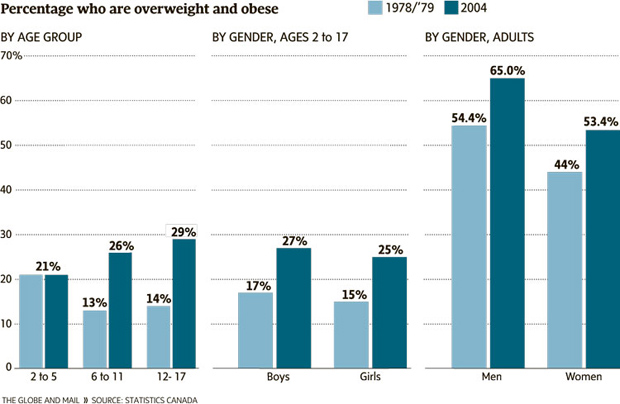 Percentage who are overweight and obese
1978/'79 2004
BY AGE GROUP
70%
60
50
40
30
20
10
0
21%
13%
26%
14%
29%
2 to 5
6 to 11
12- 17
BY GENDER, AGES 2 to 17
17%
27%
15%
25%
Boys
Girls
BY GENDER, ADULTS
54.4%
65.0%
44%
53.4%
Men
Women
THE GLOBE AND MAIL » SOURCE: STATISTICS CANADA